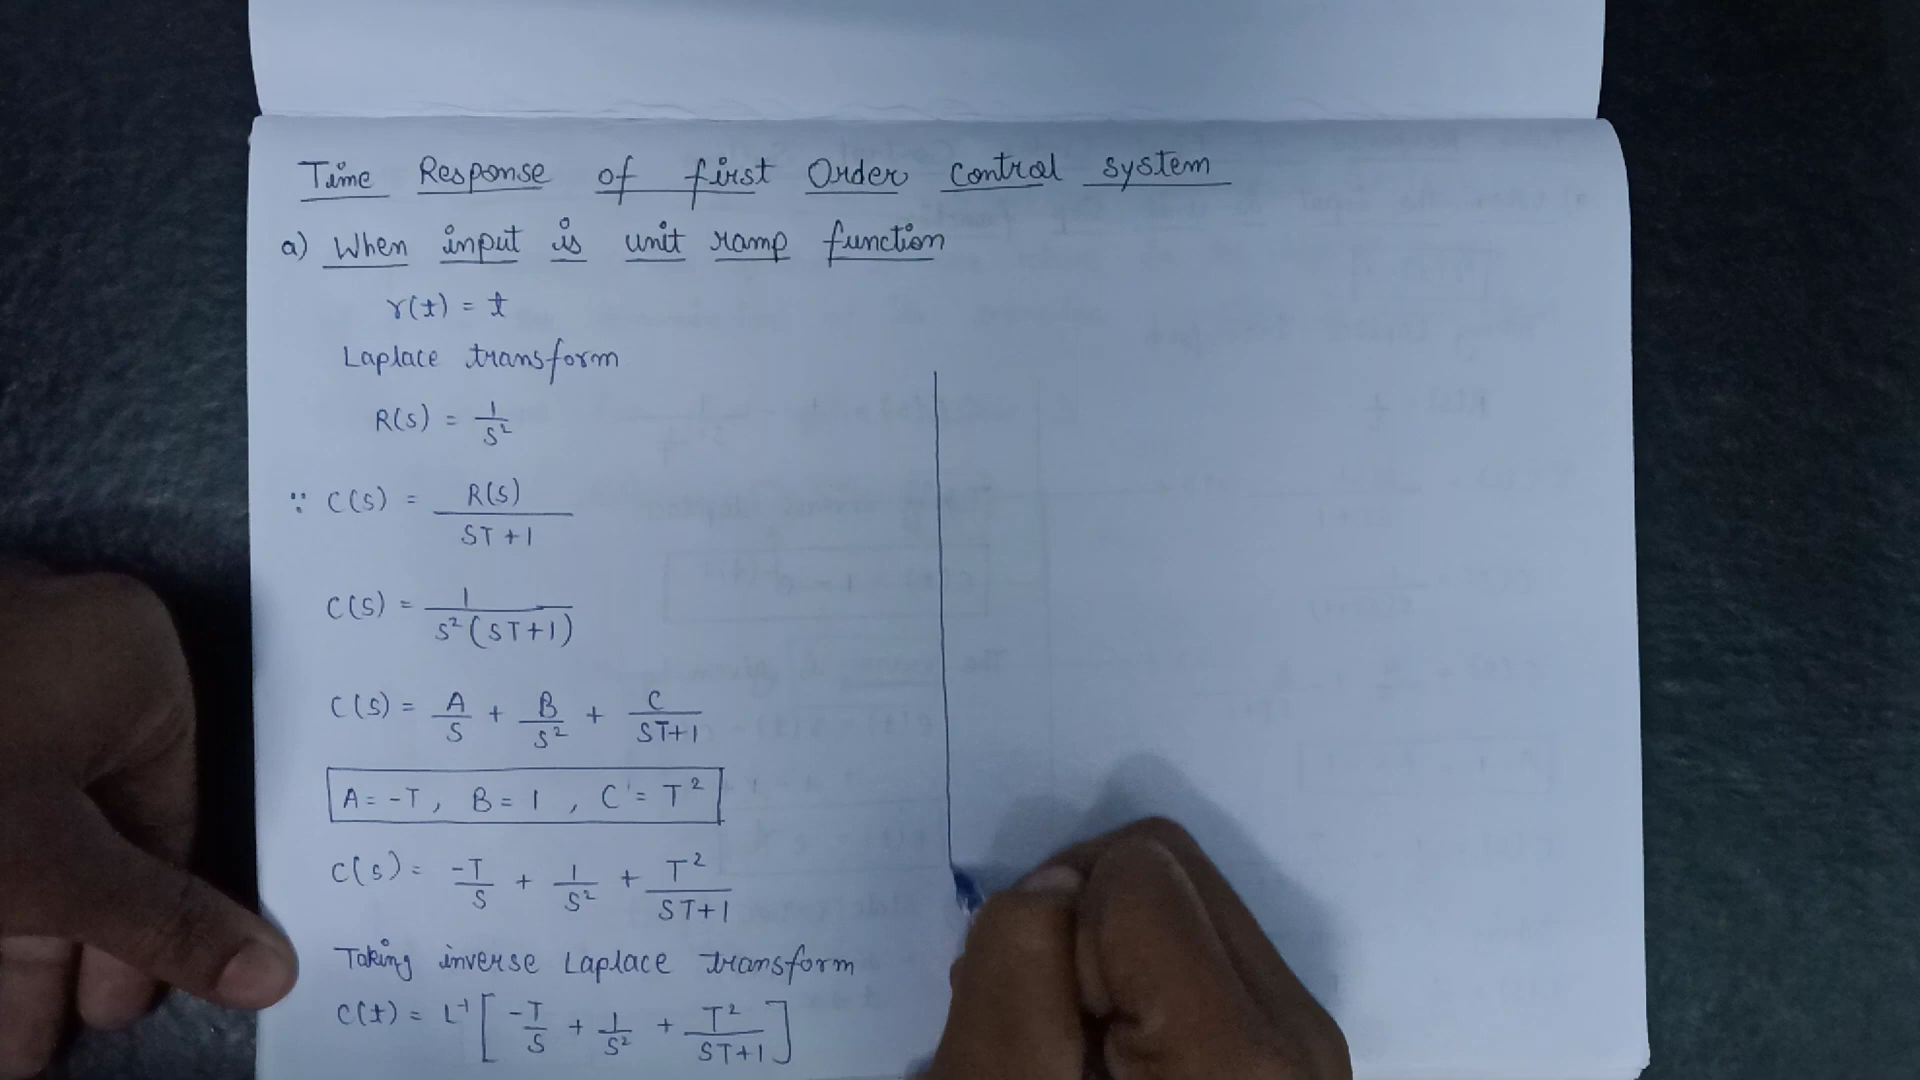 Time Response of first Order control system
a) When input is unit ramp function
r(t) = t
Laplace transform
R(s) = 1/s²
∵ C(s) = R(s)/(ST+1)
C(s) = 1/(s²(ST+1))
C(s) = A/s + B/s² + C/(ST+1)
A = -T, B = 1, C = T²
C(s) = -T/s + 1/s² + T²/(ST+1)
Taking inverse Laplace transform
C(t) = L⁻¹[-T/s + 1/s² + T²/(ST+1)]